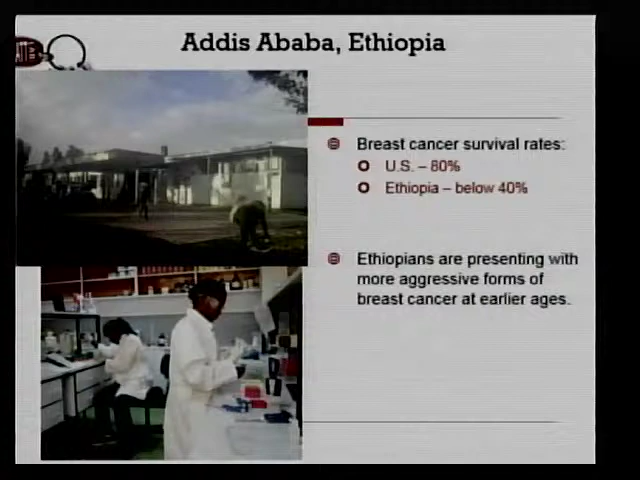 Addis Ababa, Ethiopia
Breast cancer survival rates:
U.S. – 80%
Ethiopia – below 40%
Ethiopians are presenting with
more aggressive forms of
breast cancer at earlier ages.